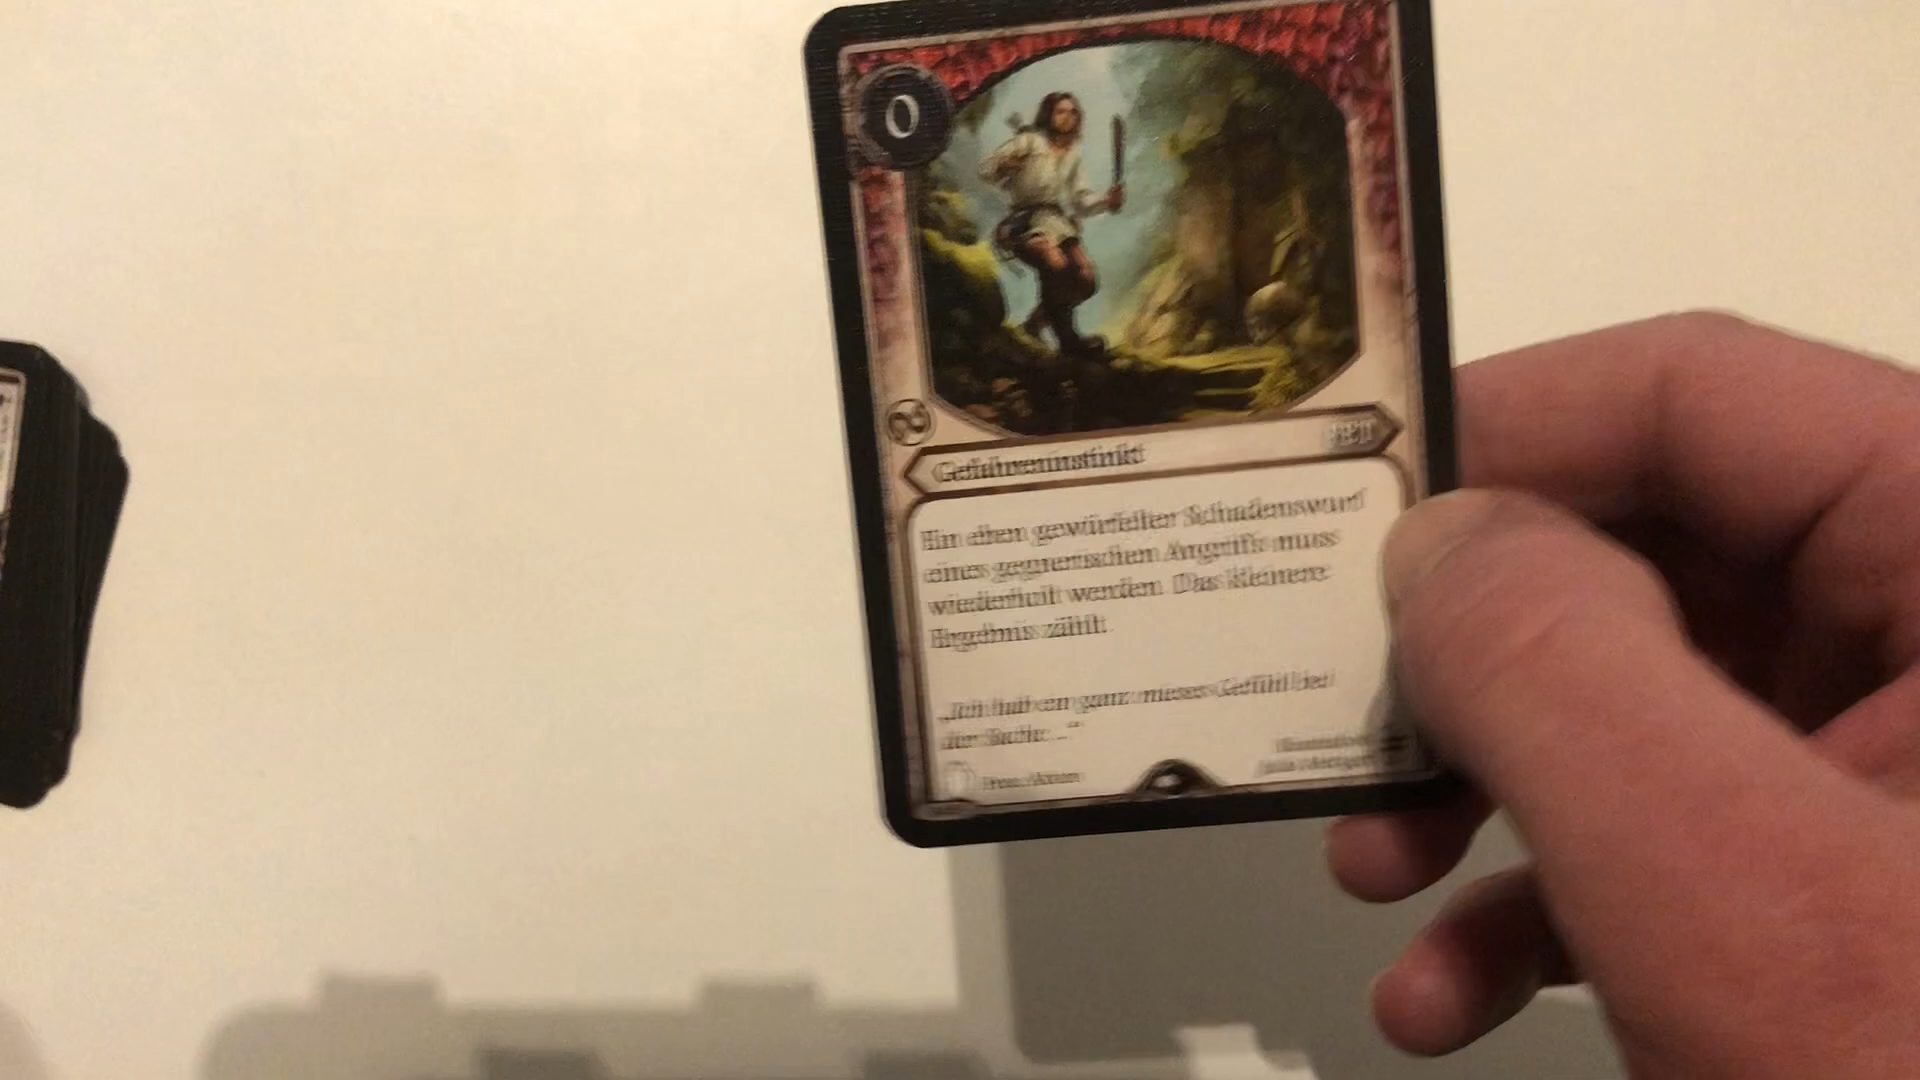 0
Gefahreninstinkt
Ein eben gewürfelter Schadenswurf
eines gegnerischen Angriffs muss
wiederholt werden. Das kleinere
Ergebnis zählt.
„Ich hab ein ganz mieses Gefühl bei
der Sache..."